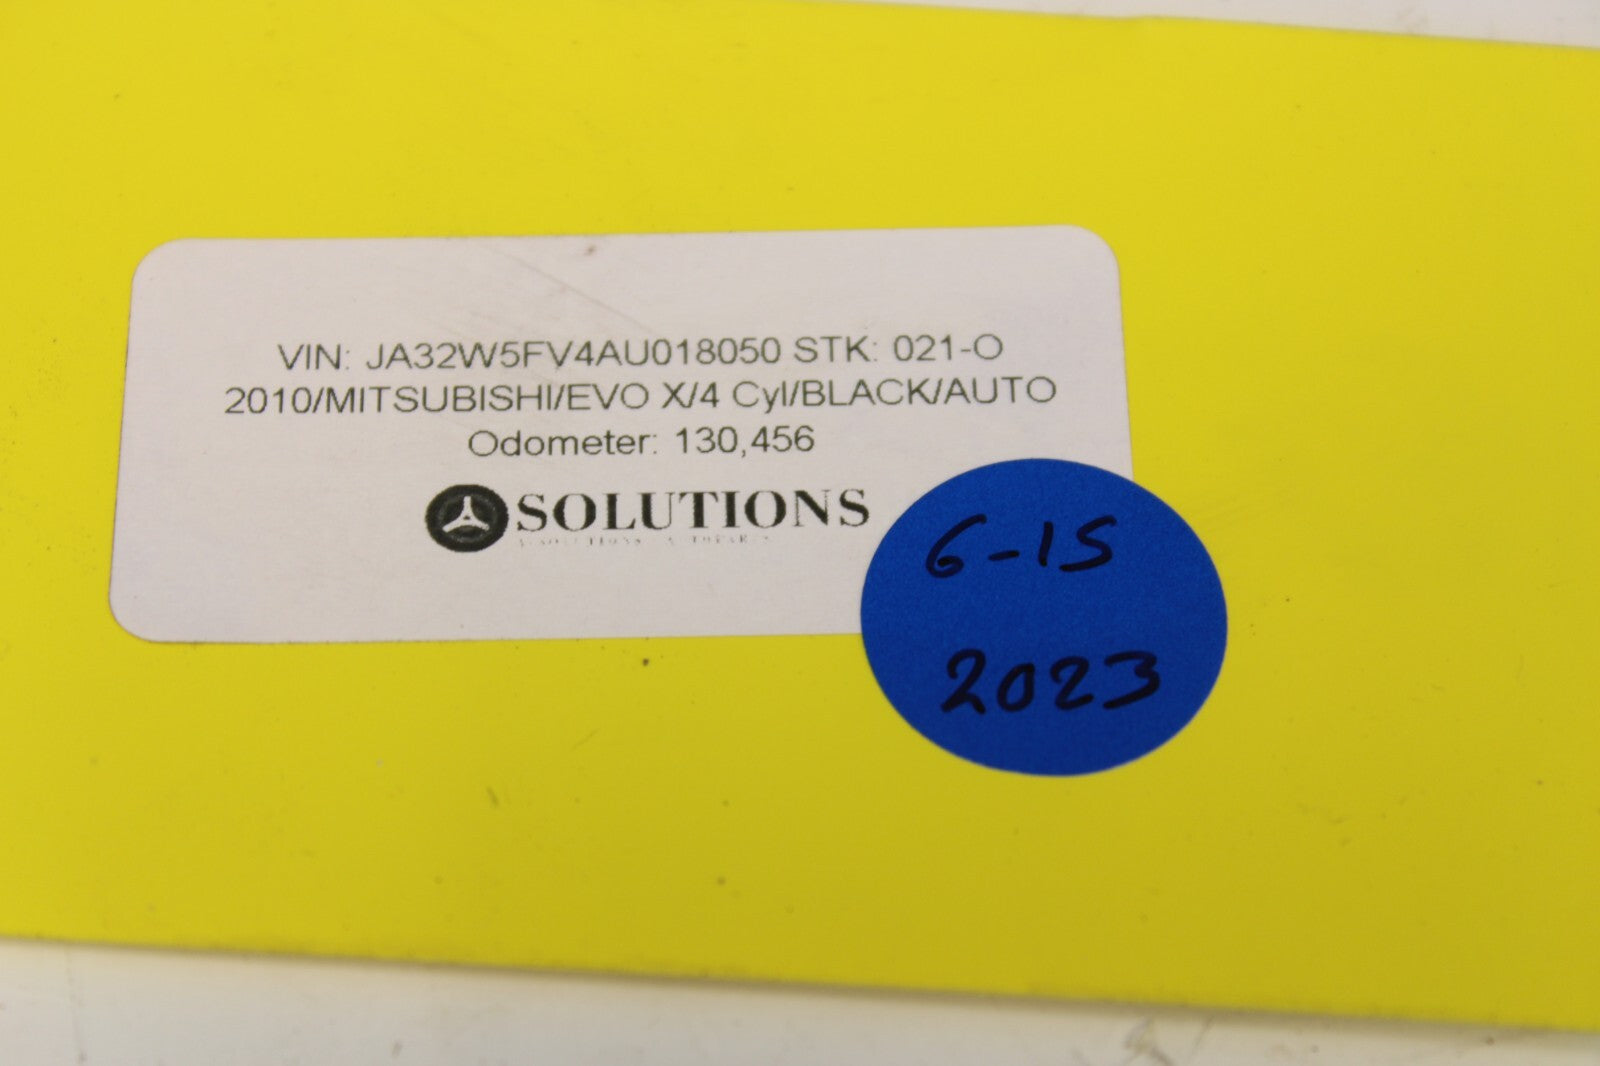 VIN: JA32W5FV4AU018050 STK: 021-O
2010/MITSUBISHI/EVO X/4 Cyl/BLACK/AUTO
Odometer: 130,456
SOLUTIONS
6-15
2023